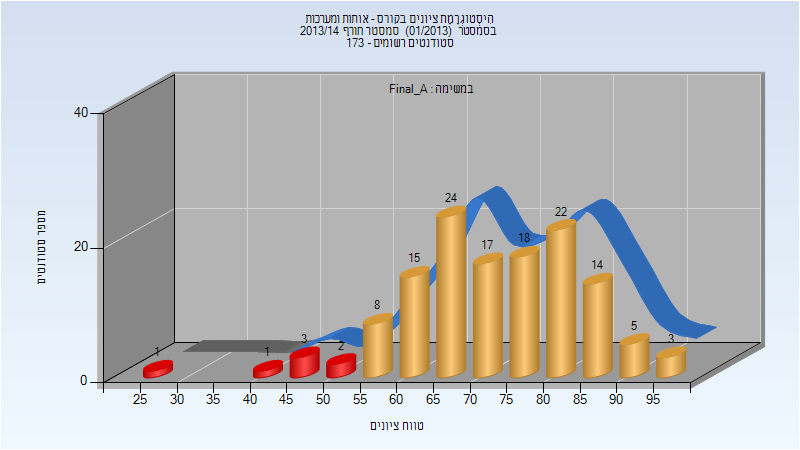 היסטוגרמת ציונים בקורס - אותות ומערכות
בסמסטר (01/2013) סמסטר חורף 2013/14
סטודנטים רשומים - 173
במשימה : Final_A
40
20
0
מספר סטודנטים
1
1
3
2
8
15
24
17
18
22
14
5
3
25 30 35 40 45 50 55 60 65 70 75 80 85 90 95
טווח ציונים